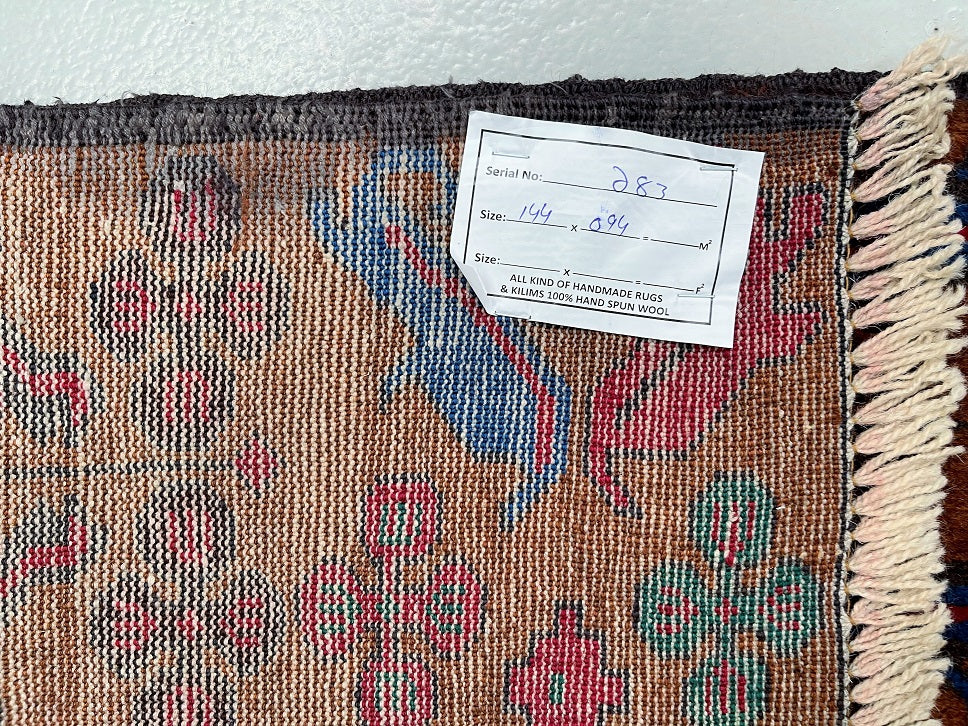 Serial No: 283
Size: 144 x 094 = M²
Size: x = F²
ALL KIND OF HANDMADE RUGS
& KILIMS 100% HAND SPUN WOOL